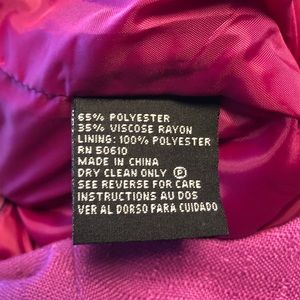 65% POLYESTER
35% VISCOSE RAYON
LINING: 100% POLYESTER
RN 50610
MADE IN CHINA
DRY CLEAN ONLY Ⓟ
SEE REVERSE FOR CARE
INSTRUCTIONS AU DOS
VER AL DORSO PARA CUIDADO